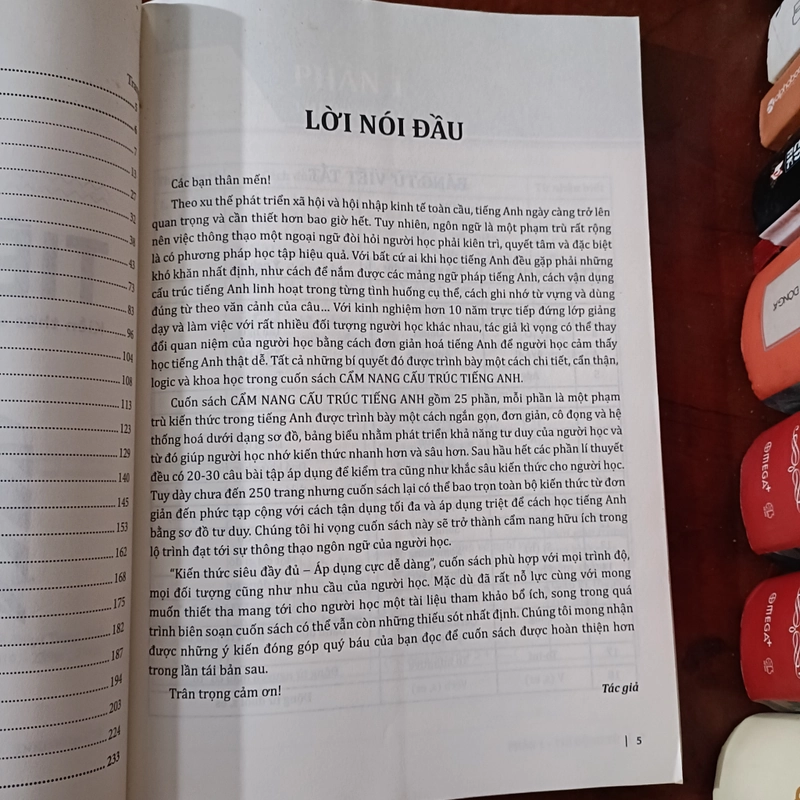 Trang
3
4
7
13
27
32
38
43
73
83
96
104
108
113
123
129
140
145
153
162
168
175
182
187
194
203
224
233
PHẦN 1
LỜI NÓI ĐẦU
BẢNG TỪ VIẾT TẮT
Các bạn thân mến!
Theo xu thế phát triển xã hội và hội nhập kinh tế toàn cầu, tiếng Anh ngày càng trở lên
quan trọng và cần thiết hơn bao giờ hết. Tuy nhiên, ngôn ngữ là một phạm trù rất rộng
nên việc thông thạo một ngoại ngữ đòi hỏi người học phải kiên trì, quyết tâm và đặc biệt
là có phương pháp học tập hiệu quả. Với bất cứ ai khi học tiếng Anh đều gặp phải những
khó khăn nhất định, như cách để nắm được các mảng ngữ pháp tiếng Anh, cách vận dụng
cấu trúc tiếng Anh linh hoạt trong từng tình huống cụ thể, cách ghi nhớ từ vựng và dùng
đúng từ theo văn cảnh của câu... Với kinh nghiệm hơn 10 năm trực tiếp đứng lớp giảng
dạy và làm việc với rất nhiều đối tượng người học khác nhau, tác giả kì vọng có thể thay
đổi quan niệm của người học bằng cách đơn giản hoá tiếng Anh để người học cảm thấy
học tiếng Anh thật dễ. Tất cả những bí quyết đó được trình bày một cách chi tiết, cẩn thận,
logic và khoa học trong cuốn sách CẨM NANG CẤU TRÚC TIẾNG ANH.
Cuốn sách CẨM NANG CẤU TRÚC TIẾNG ANH gồm 25 phần, mỗi phần là một phạm
trù kiến thức trong tiếng Anh được trình bày một cách ngắn gọn, đơn giản, cô đọng và hệ
thống hoá dưới dạng sơ đồ, bảng biểu nhằm phát triển khả năng tư duy của người học và
từ đó giúp người học nhớ kiến thức nhanh hơn và sâu hơn. Sau hầu hết các phần lí thuyết
đều có 20-30 câu bài tập áp dụng để kiểm tra cũng như khắc sâu kiến thức cho người học.
Tuy dày chưa đến 250 trang nhưng cuốn sách lại có thể bao trọn toàn bộ kiến thức từ đơn
giản đến phức tạp cộng với cách tận dụng tối đa và áp dụng triệt để cách học tiếng Anh
bằng sơ đồ tư duy. Chúng tôi hi vọng cuốn sách này sẽ trở thành cẩm nang hữu ích trong
lộ trình đạt tới sự thông thạo ngôn ngữ của người học.
“Kiến thức siêu đầy đủ – Áp dụng cực dễ dàng”, cuốn sách phù hợp với mọi trình độ,
mọi đối tượng cũng như nhu cầu của người học. Mặc dù đã rất nỗ lực cùng với mong
muốn thiết tha mang tới cho người học một tài liệu tham khảo bổ ích, song trong quá
trình biên soạn cuốn sách có thể vẫn còn những thiếu sót nhất định. Chúng tôi mong nhận
được những ý kiến đóng góp quý báu của bạn đọc để cuốn sách được hoàn thiện hơn
trong lần tái bản sau.
Trân trọng cảm ơn!
Tác giả
| 5
DONG-A
MEGA+
MEGA+